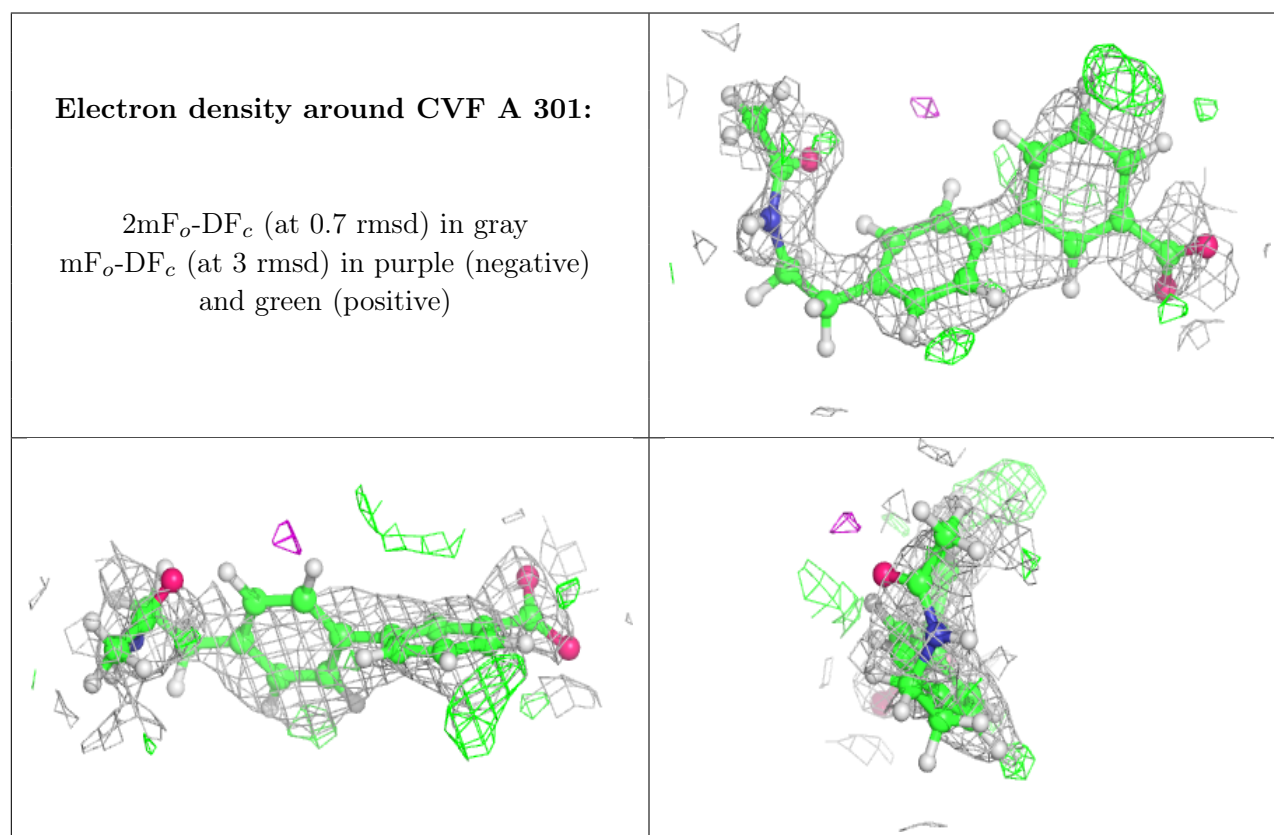 Electron density around CVF A 301:
2mFo-DFc (at 0.7 rmsd) in gray
mFo-DFc (at 3 rmsd) in purple (negative)
and green (positive)